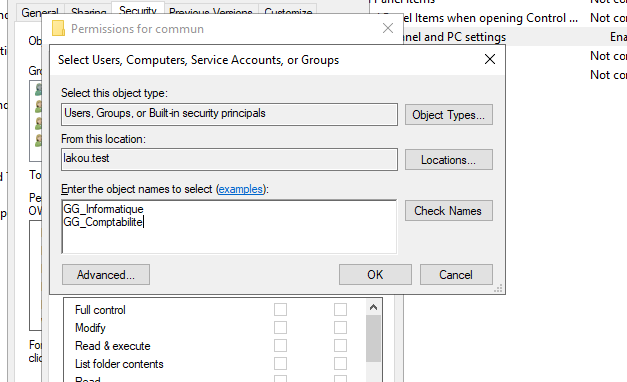 Panel Items
General Sharing Security Previous Versions Customize
Panel Items when opening Control ... Not co
Permissions for commun
nel and PC settings Ena
Not co
Not co
Select Users, Computers, Service Accounts, or Groups
Select this object type:
Users, Groups, or Built-in security principals
Object Types...
From this location:
lakou.test
Locations...
Enter the object names to select (examples):
GG_Informatique
GG_Comptabilite
Check Names
Advanced...
OK
Cancel
Full control
Modify
Read & execute
List folder contents
Read